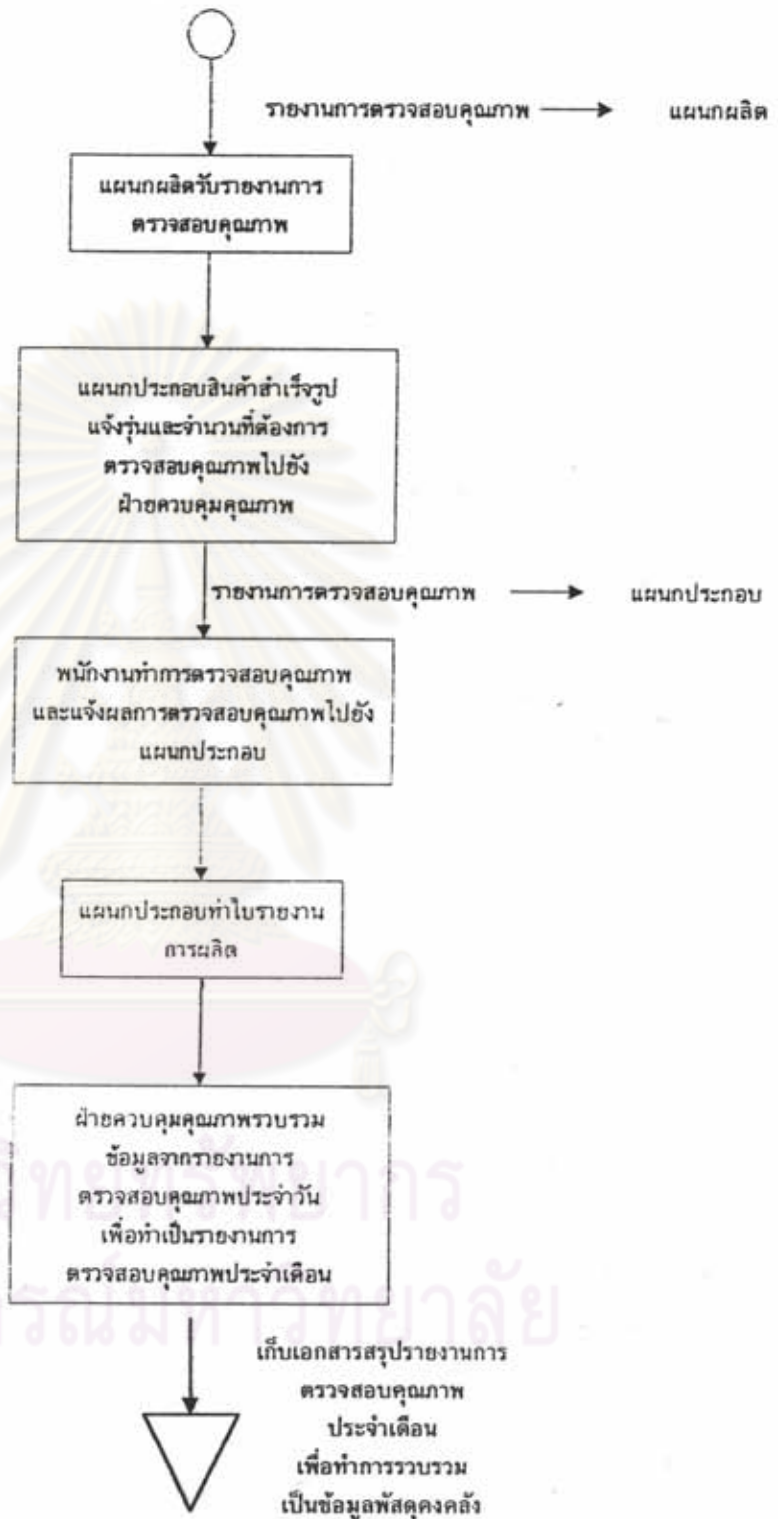 รายงานการตรวจสอบคุณภาพ แผนกผลิต
แผนกผลิตรับรายงานการ
ตรวจสอบคุณภาพ
แผนกประกอบสินค้าสำเร็จรูป
แจ้งรุ่นและจำนวนที่ต้องการ
ตรวจสอบคุณภาพไปยัง
ฝ่ายควบคุมคุณภาพ
รายงานการตรวจสอบคุณภาพ แผนกประกอบ
พนักงานทำการตรวจสอบคุณภาพ
และแจ้งผลการตรวจสอบคุณภาพไปยัง
แผนกประกอบ
แผนกประกอบทำใบรายงาน
การผลิต
ฝ่ายควบคุมคุณภาพรวบรวม
ข้อมูลจากรายงานการ
ตรวจสอบคุณภาพประจำวัน
เพื่อทำเป็นรายงานการ
ตรวจสอบคุณภาพประจำเดือน
เก็บเอกสารสรุปรายงานการ
ตรวจสอบคุณภาพ
ประจำเดือน
เพื่อทำการรวบรวม
เป็นข้อมูลพัสดุคงคลัง